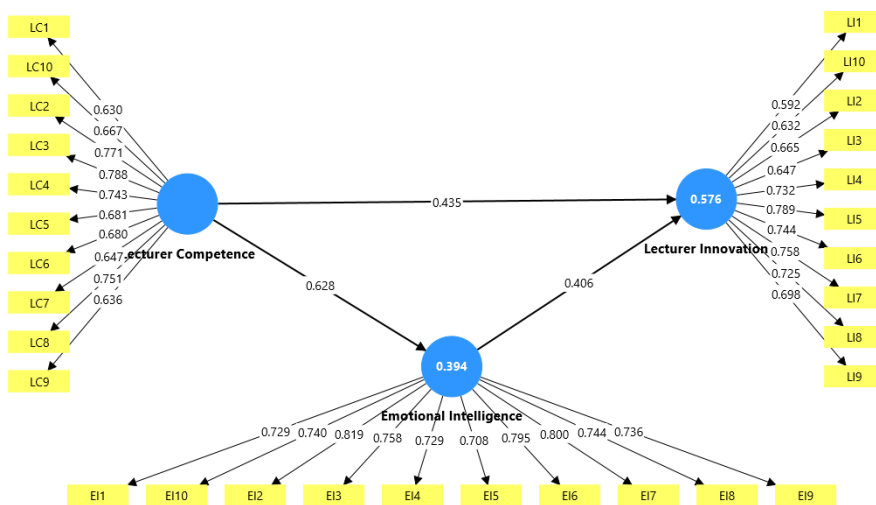 LC1
LC10
LC2
LC3
LC4
LC5
LC6
LC7
LC8
LC9
0.630
0.667
0.771
0.788
0.743
0.681
0.680
0.647
0.751
0.636
ecturer Competence
0.435
0.628
0.406
0.576
Lecturer Innovation
0.592
0.632
0.665
0.647
0.732
0.789
0.744
0.758
0.725
0.698
LI1
LI10
LI2
LI3
LI4
LI5
LI6
LI7
LI8
LI9
0.394
Emotional Intelligence
0.729
0.740
0.819
0.758
0.729
0.708
0.795
0.800
0.744
0.736
EI1
EI10
EI2
EI3
EI4
EI5
EI6
EI7
EI8
EI9